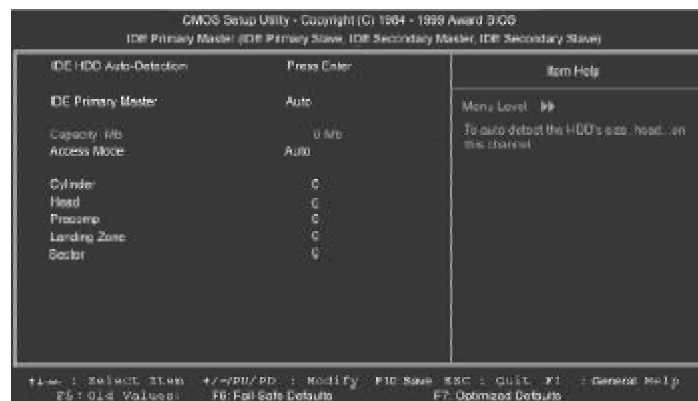 CMOS Setup Utility - Copyright (C) 1984 - 1999 Award BIOS
IDE Primary Master (IDE Primary Slave, IDE Secondary Master, IDE Secondary Slave)
IDE HDD Auto-Detection Press Enter
IDE Primary Master Auto
Capacity Mb 0 Mb
Access Mode Auto
Cylinder 0
Head 0
Precomp 0
Landing Zone 0
Sector 0
Item Help
Menu Level
To auto detect the HDD's size, head...on
this channel
: Select Item +/-/PU/PD : Modify F10 Save ESC : Quit F1 : General Help
F5: Old Values: F6: Fail Safe Defaults F7: Optimized Defaults